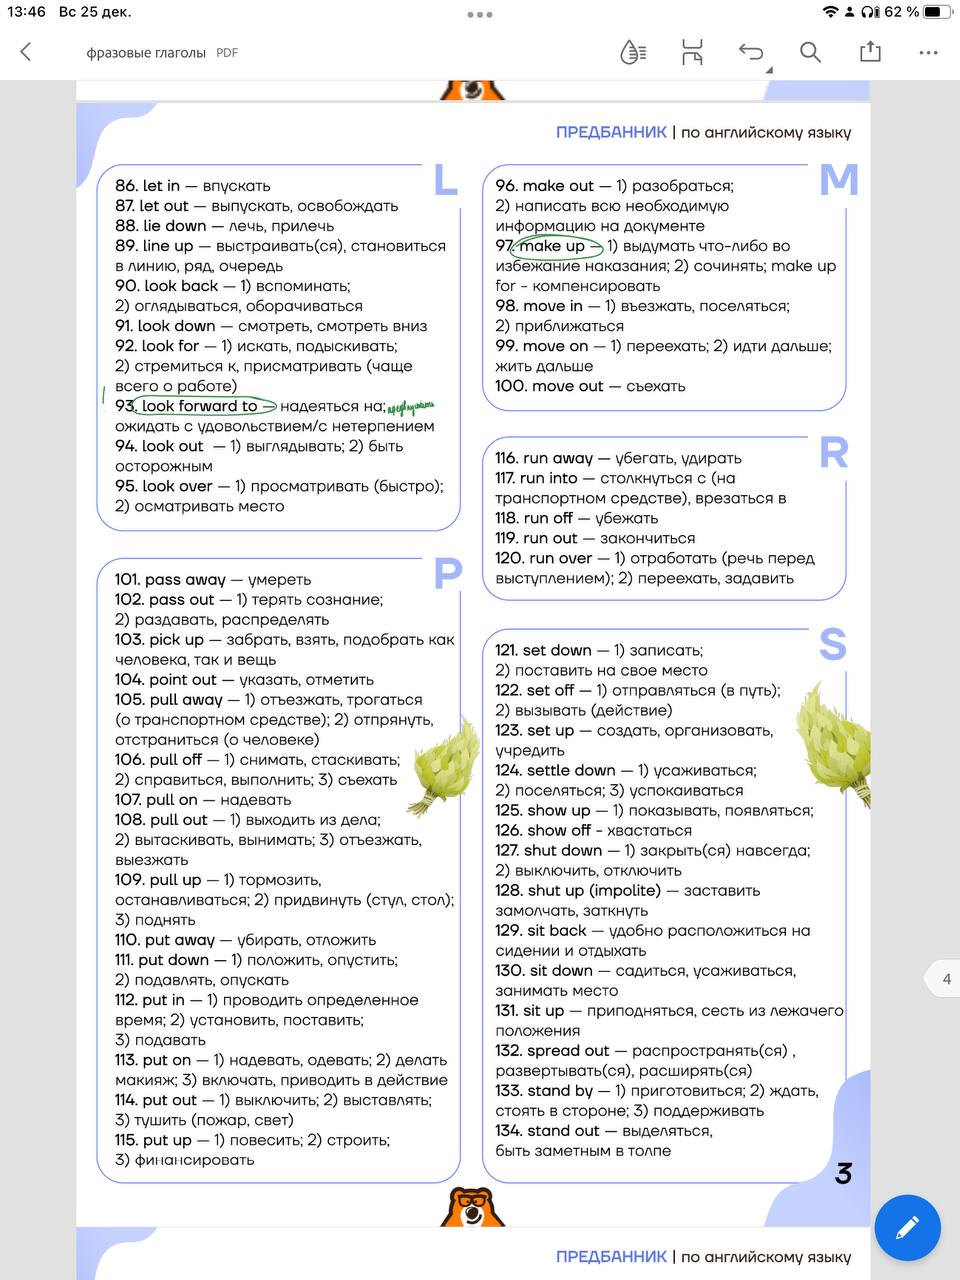 13:46 Вс 25 дек.
62 %
фразовые глаголы PDF
ПРЕДБАННИК | по английскому языку
L
86. let in — впускать
87. let out — выпускать, освобождать
88. lie down — лечь, прилечь
89. line up — выстраивать(ся), становиться
в линию, ряд, очередь
90. look back — 1) вспоминать;
2) оглядываться, оборачиваться
91. look down — смотреть, смотреть вниз
92. look for — 1) искать, подыскивать;
2) стремиться к, присматривать (чаще
всего о работе)
93. look forward to — надеяться на;
ожидать с удовольствием/с нетерпением
94. look out — 1) выглядывать; 2) быть
осторожным
95. look over — 1) просматривать (быстро);
2) осматривать место
M
96. make out — 1) разобраться;
2) написать всю необходимую
информацию на документе
97. make up — 1) выдумать что-либо во
избежание наказания; 2) сочинять; make up
for - компенсировать
98. move in — 1) въезжать, поселяться;
2) приближаться
99. move on — 1) переехать; 2) идти дальше;
жить дальше
100. move out — съехать
P
101. pass away — умереть
102. pass out — 1) терять сознание;
2) раздавать, распределять
103. pick up — забрать, взять, подобрать как
человека, так и вещь
104. point out — указать, отметить
105. pull away — 1) отъезжать, трогаться
(о транспортном средстве); 2) отпрянуть,
отстраниться (о человеке)
106. pull off — 1) снимать, стаскивать;
2) справиться, выполнить; 3) съехать
107. pull on — надевать
108. pull out — 1) выходить из дела;
2) вытаскивать, вынимать; 3) отъезжать,
выезжать
109. pull up — 1) тормозить,
останавливаться; 2) придвинуть (стул, стол);
3) поднять
110. put away — убирать, отложить
111. put down — 1) положить, опустить;
2) подавлять, опускать
112. put in — 1) проводить определенное
время; 2) установить, поставить;
3) подавать
113. put on — 1) надевать, одевать; 2) делать
макияж; 3) включать, приводить в действие
114. put out — 1) выключить; 2) выставлять;
3) тушить (пожар, свет)
115. put up — 1) повесить; 2) строить;
3) финансировать
R
116. run away — убегать, удирать
117. run into — столкнуться с (на
транспортном средстве), врезаться в
118. run off — убежать
119. run out — закончиться
120. run over — 1) отработать (речь перед
выступлением); 2) переехать, задавить
S
121. set down — 1) записать;
2) поставить на свое место
122. set off — 1) отправляться (в путь);
2) вызывать (действие)
123. set up — создать, организовать,
учредить
124. settle down — 1) усаживаться;
2) поселяться; 3) успокаиваться
125. show up — 1) показывать, появляться;
126. show off - хвастаться
127. shut down — 1) закрыть(ся) навсегда;
2) выключить, отключить
128. shut up (impolite) — заставить
замолчать, заткнуть
129. sit back — удобно расположиться на
сидении и отдыхать
130. sit down — садиться, усаживаться,
занимать место
131. sit up — приподняться, сесть из лежачего
положения
132. spread out — распространять(ся) ,
развертывать(ся), расширять(ся)
133. stand by — 1) приготовиться; 2) ждать,
стоять в стороне; 3) поддерживать
134. stand out — выделяться,
быть заметным в толпе
3
4
ПРЕДБАННИК | по английскому языку